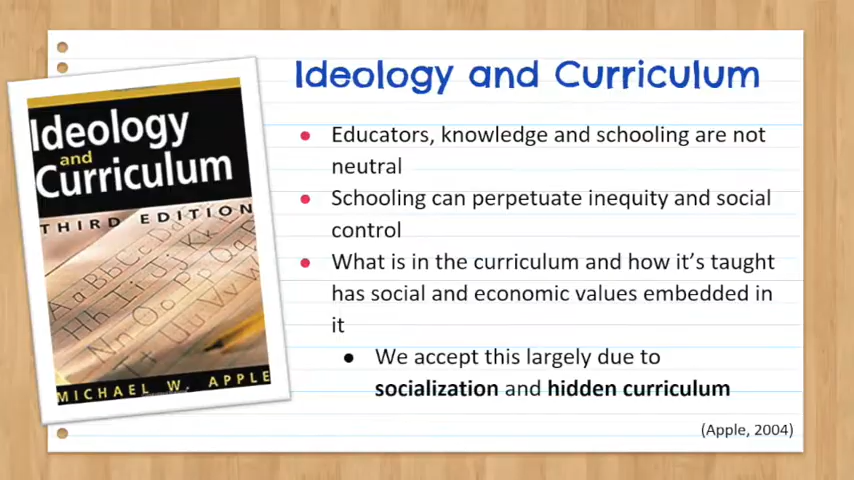 Ideology and Curriculum
Ideology
and
Curriculum
THIRD EDITION
MICHAEL W. APPLE
● Educators, knowledge and schooling are not
neutral
● Schooling can perpetuate inequity and social
control
● What is in the curriculum and how it's taught
has social and economic values embedded in
it
● We accept this largely due to
socialization and hidden curriculum
(Apple, 2004)